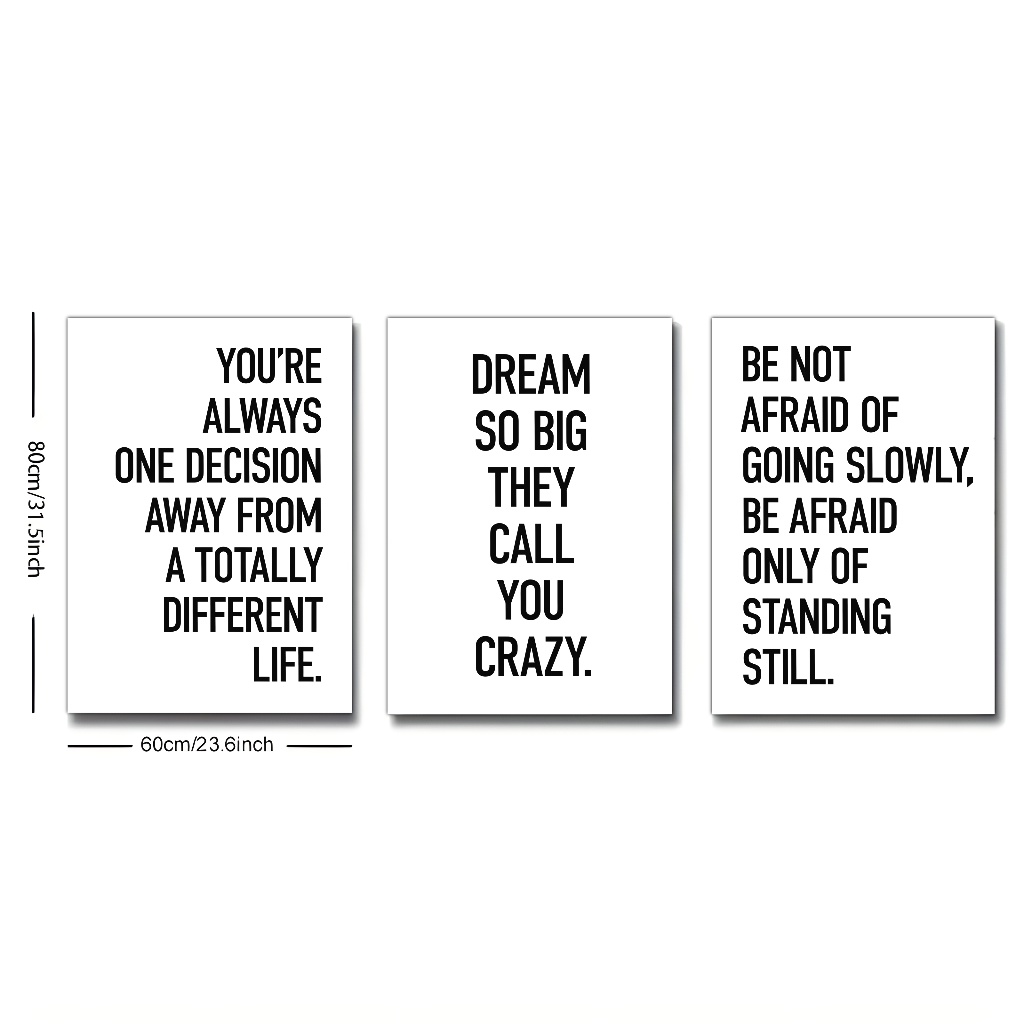 YOU'RE
ALWAYS
ONE DECISION
AWAY FROM
A TOTALLY
DIFFERENT
LIFE.
DREAM
SO BIG
THEY
CALL
YOU
CRAZY.
BE NOT
AFRAID OF
GOING SLOWLY,
BE AFRAID
ONLY OF
STANDING
STILL.
80cm/31.5inch
60cm/23.6inch